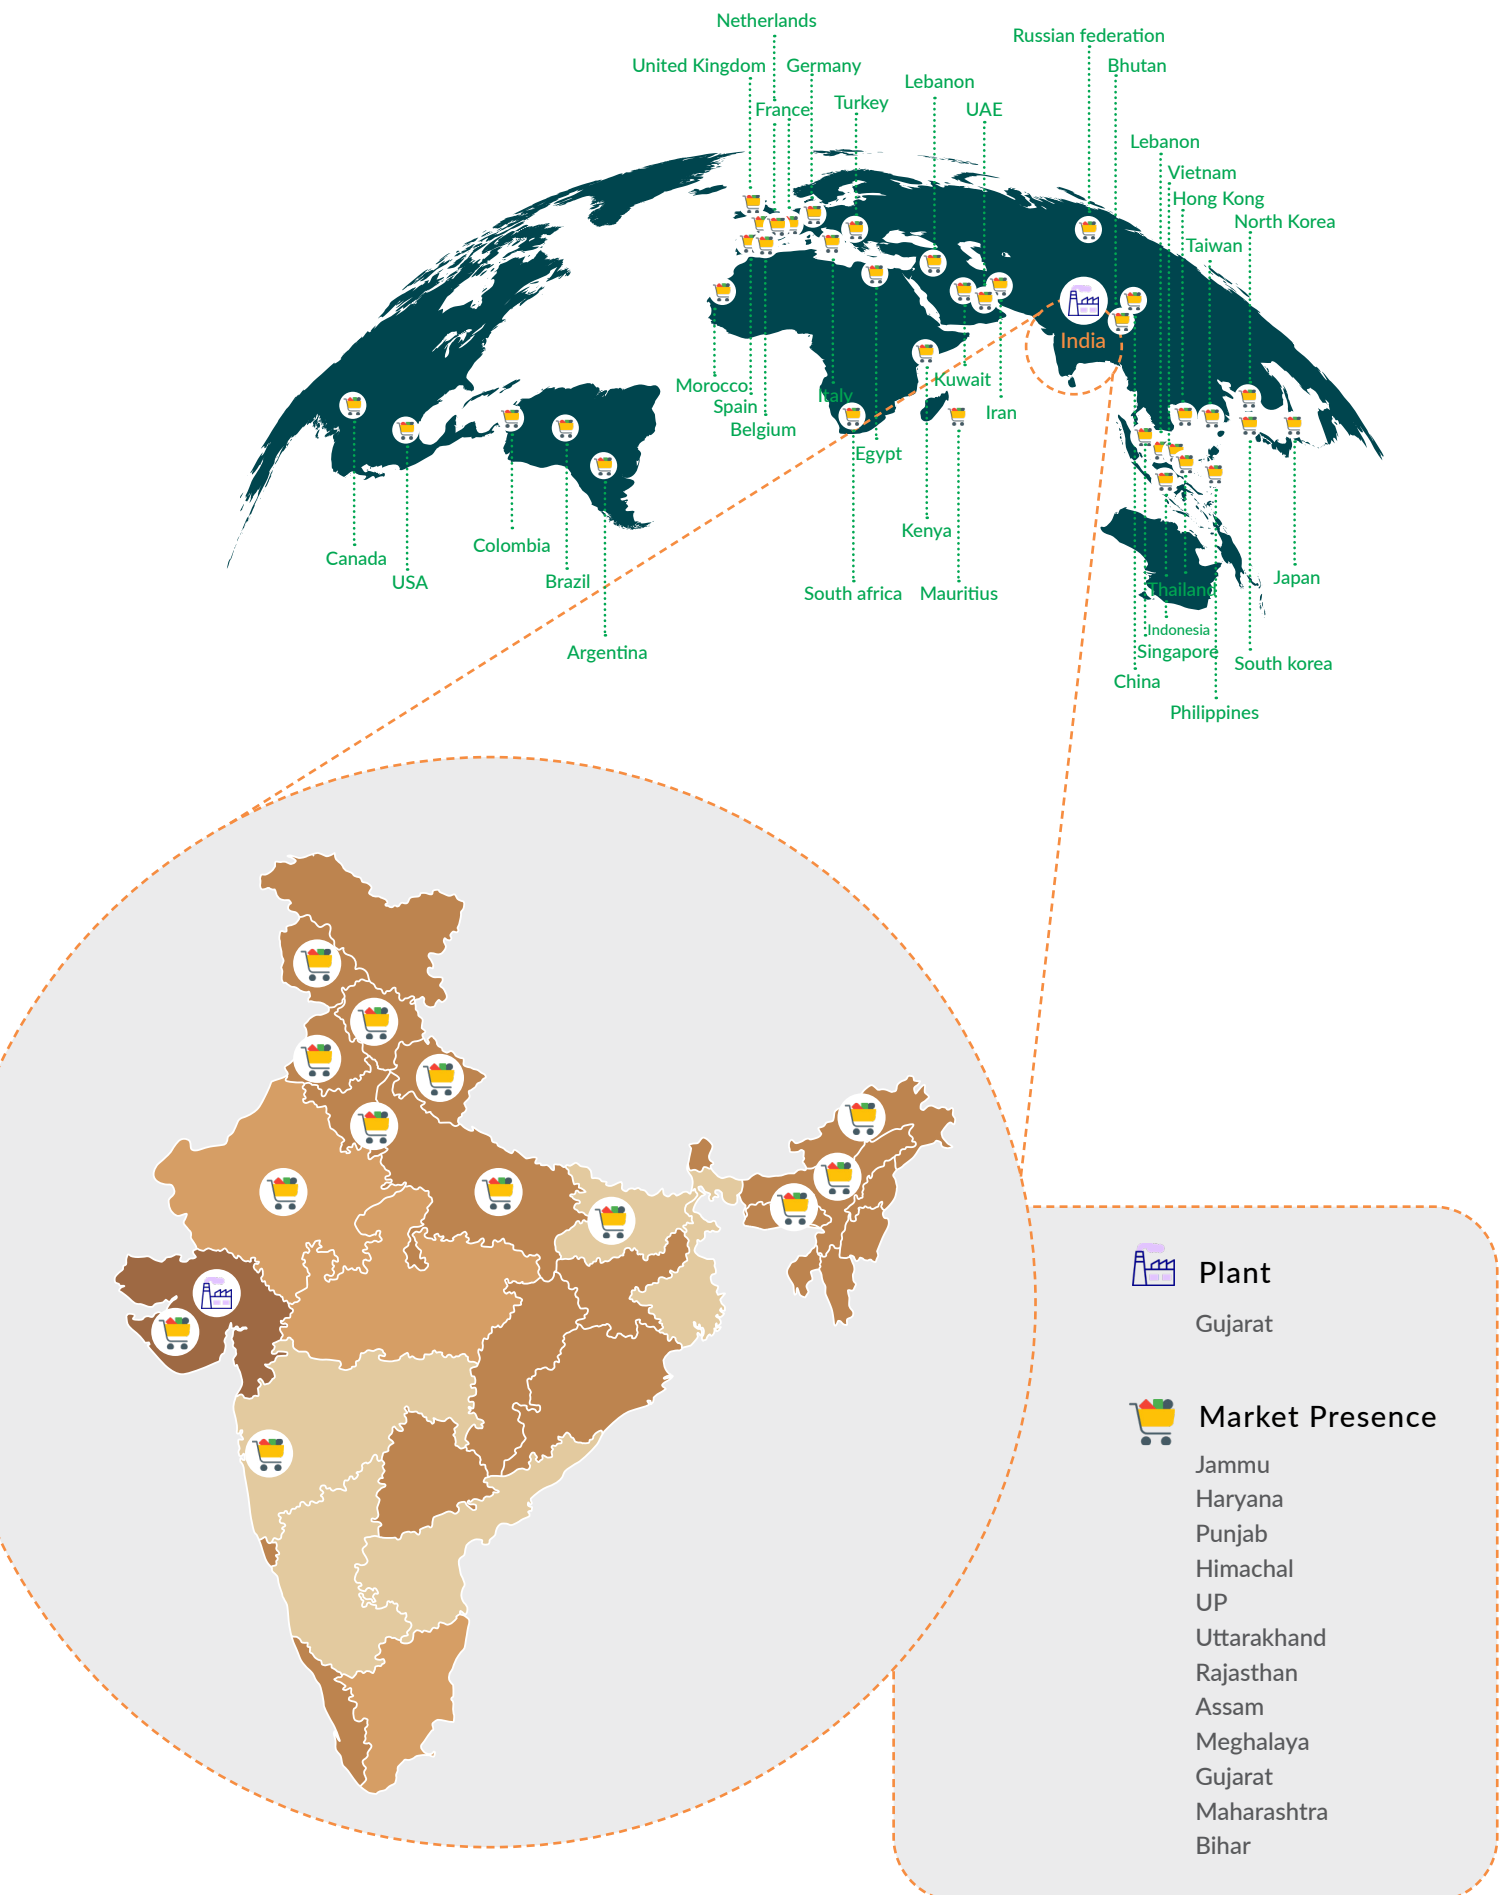 Netherlands
Russian federation
United Kingdom
Germany
Bhutan
Lebanon
Turkey
France
UAE
Lebanon
Vietnam
Hong Kong
North Korea
Taiwan
India
Kuwait
Morocco
Italy
Spain
Iran
Belgium
Egypt
Kenya
Colombia
Canada
USA
Brazil
Japan
Thailand
South africa
Mauritius
Indonesia
Argentina
Singapore
South korea
China
Philippines
Plant
Gujarat
Market Presence
Jammu
Haryana
Punjab
Himachal
UP
Uttarakhand
Rajasthan
Assam
Meghalaya
Gujarat
Maharashtra
Bihar